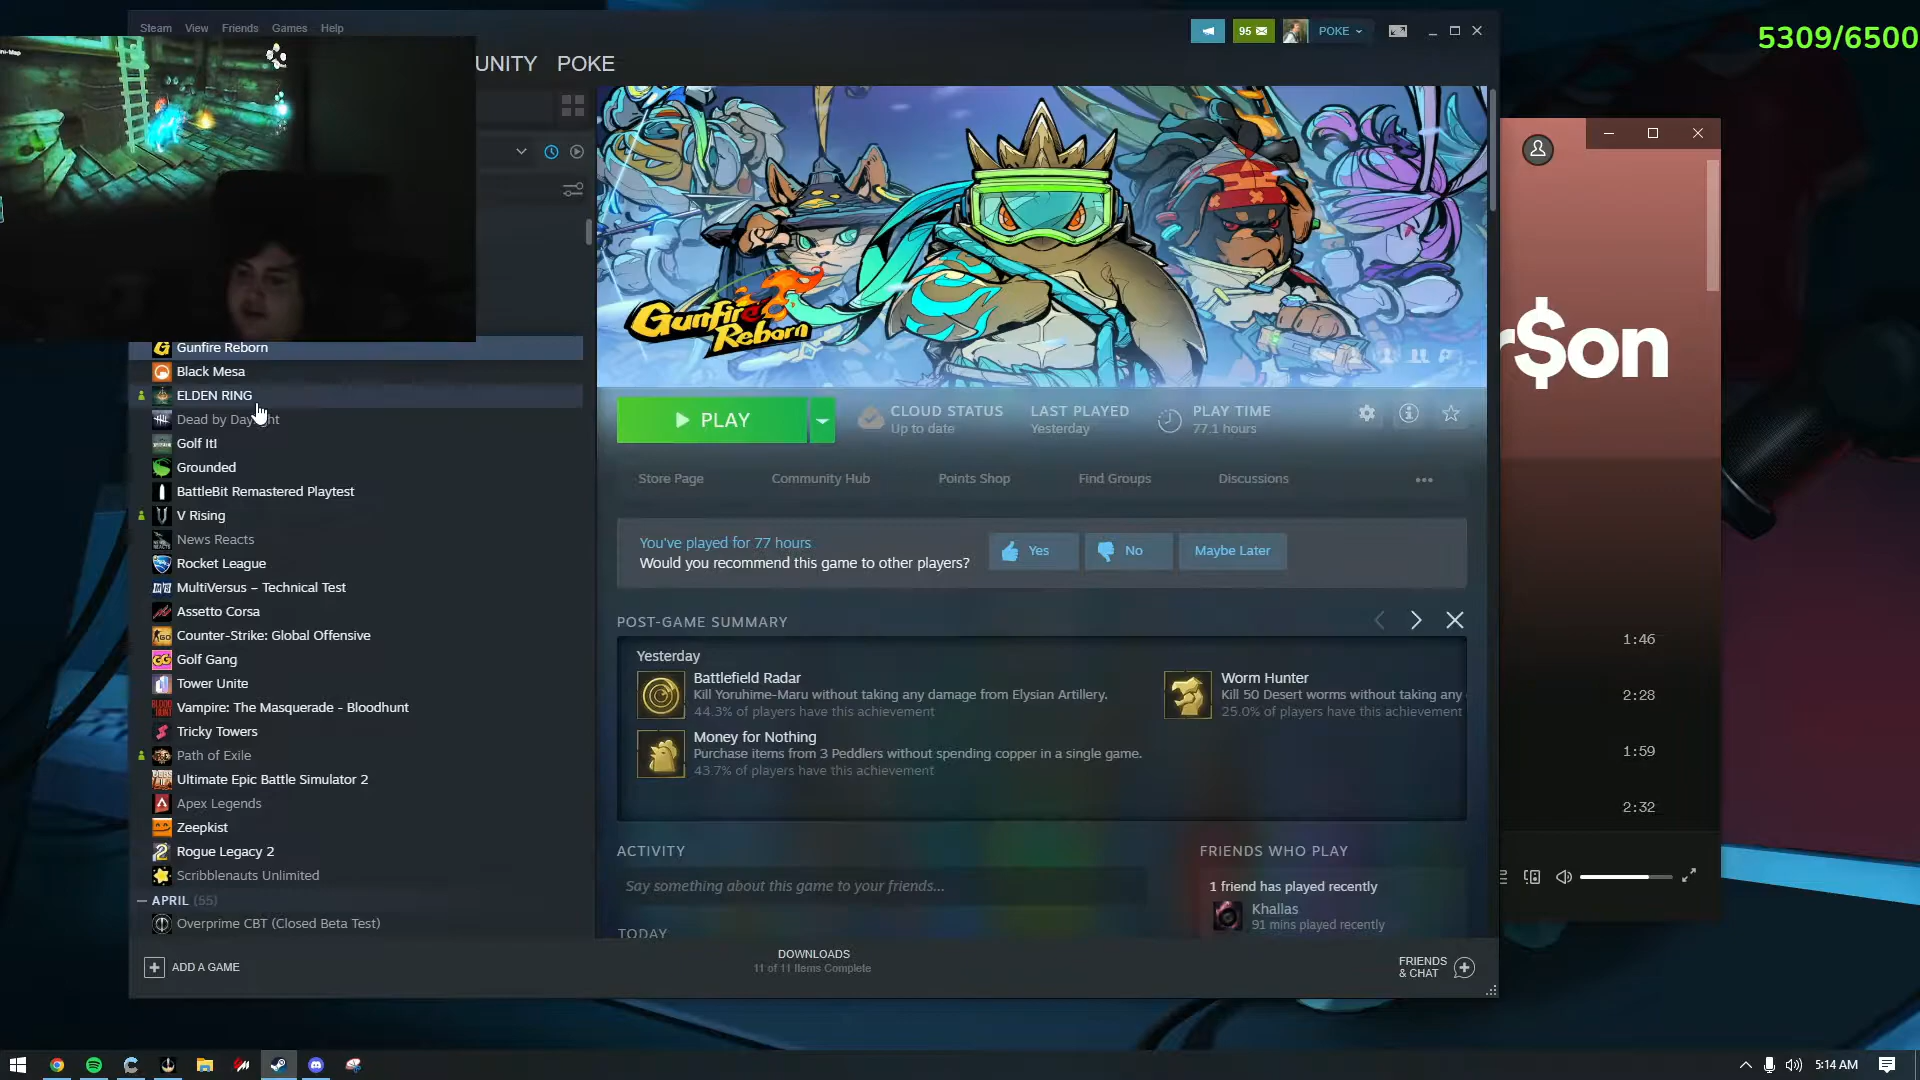 Steam View Friends Games Help
95
POKE
5309/6500
UNITY POKE
Gunfire Reborn
Gunfire Reborn
Black Mesa
ELDEN RING
Golf It!
Grounded
BattleBit Remastered Playtest
V Rising
News Reacts
Rocket League
MultiVersus – Technical Test
Assetto Corsa
Counter-Strike: Global Offensive
Golf Gang
Tower Unite
Vampire: The Masquerade - Bloodhunt
Tricky Towers
Path of Exile
Ultimate Epic Battle Simulator 2
Apex Legends
Zeepkist
Rogue Legacy 2
Scribblenauts Unlimited
APRIL (55)
Overprime CBT (Closed Beta Test)
ADD A GAME
PLAY
CLOUD STATUS
Up to date
LAST PLAYED
Yesterday
PLAY TIME
77.1 hours
Store Page
Community Hub
Points Shop
Find Groups
Discussions
You've played for 77 hours
Would you recommend this game to other players?
Yes
No
Maybe Later
POST-GAME SUMMARY
Yesterday
Battlefield Radar
Kill Yoruhime-Maru without taking any damage from Elysian Artillery.
44.3% of players have this achievement
Worm Hunter
Kill 50 Desert worms without taking any
25.0% of players have this achievement
Money for Nothing
Purchase items from 3 Peddlers without spending copper in a single game.
43.7% of players have this achievement
ACTIVITY
Say something about this game to your friends...
TODAY
FRIENDS WHO PLAY
1 friend has played recently
Khallas
91 mins played recently
DOWNLOADS
11 of 11 Items Complete
FRIENDS
& CHAT
r$on
1:46
2:28
1:59
2:32
5:14 AM